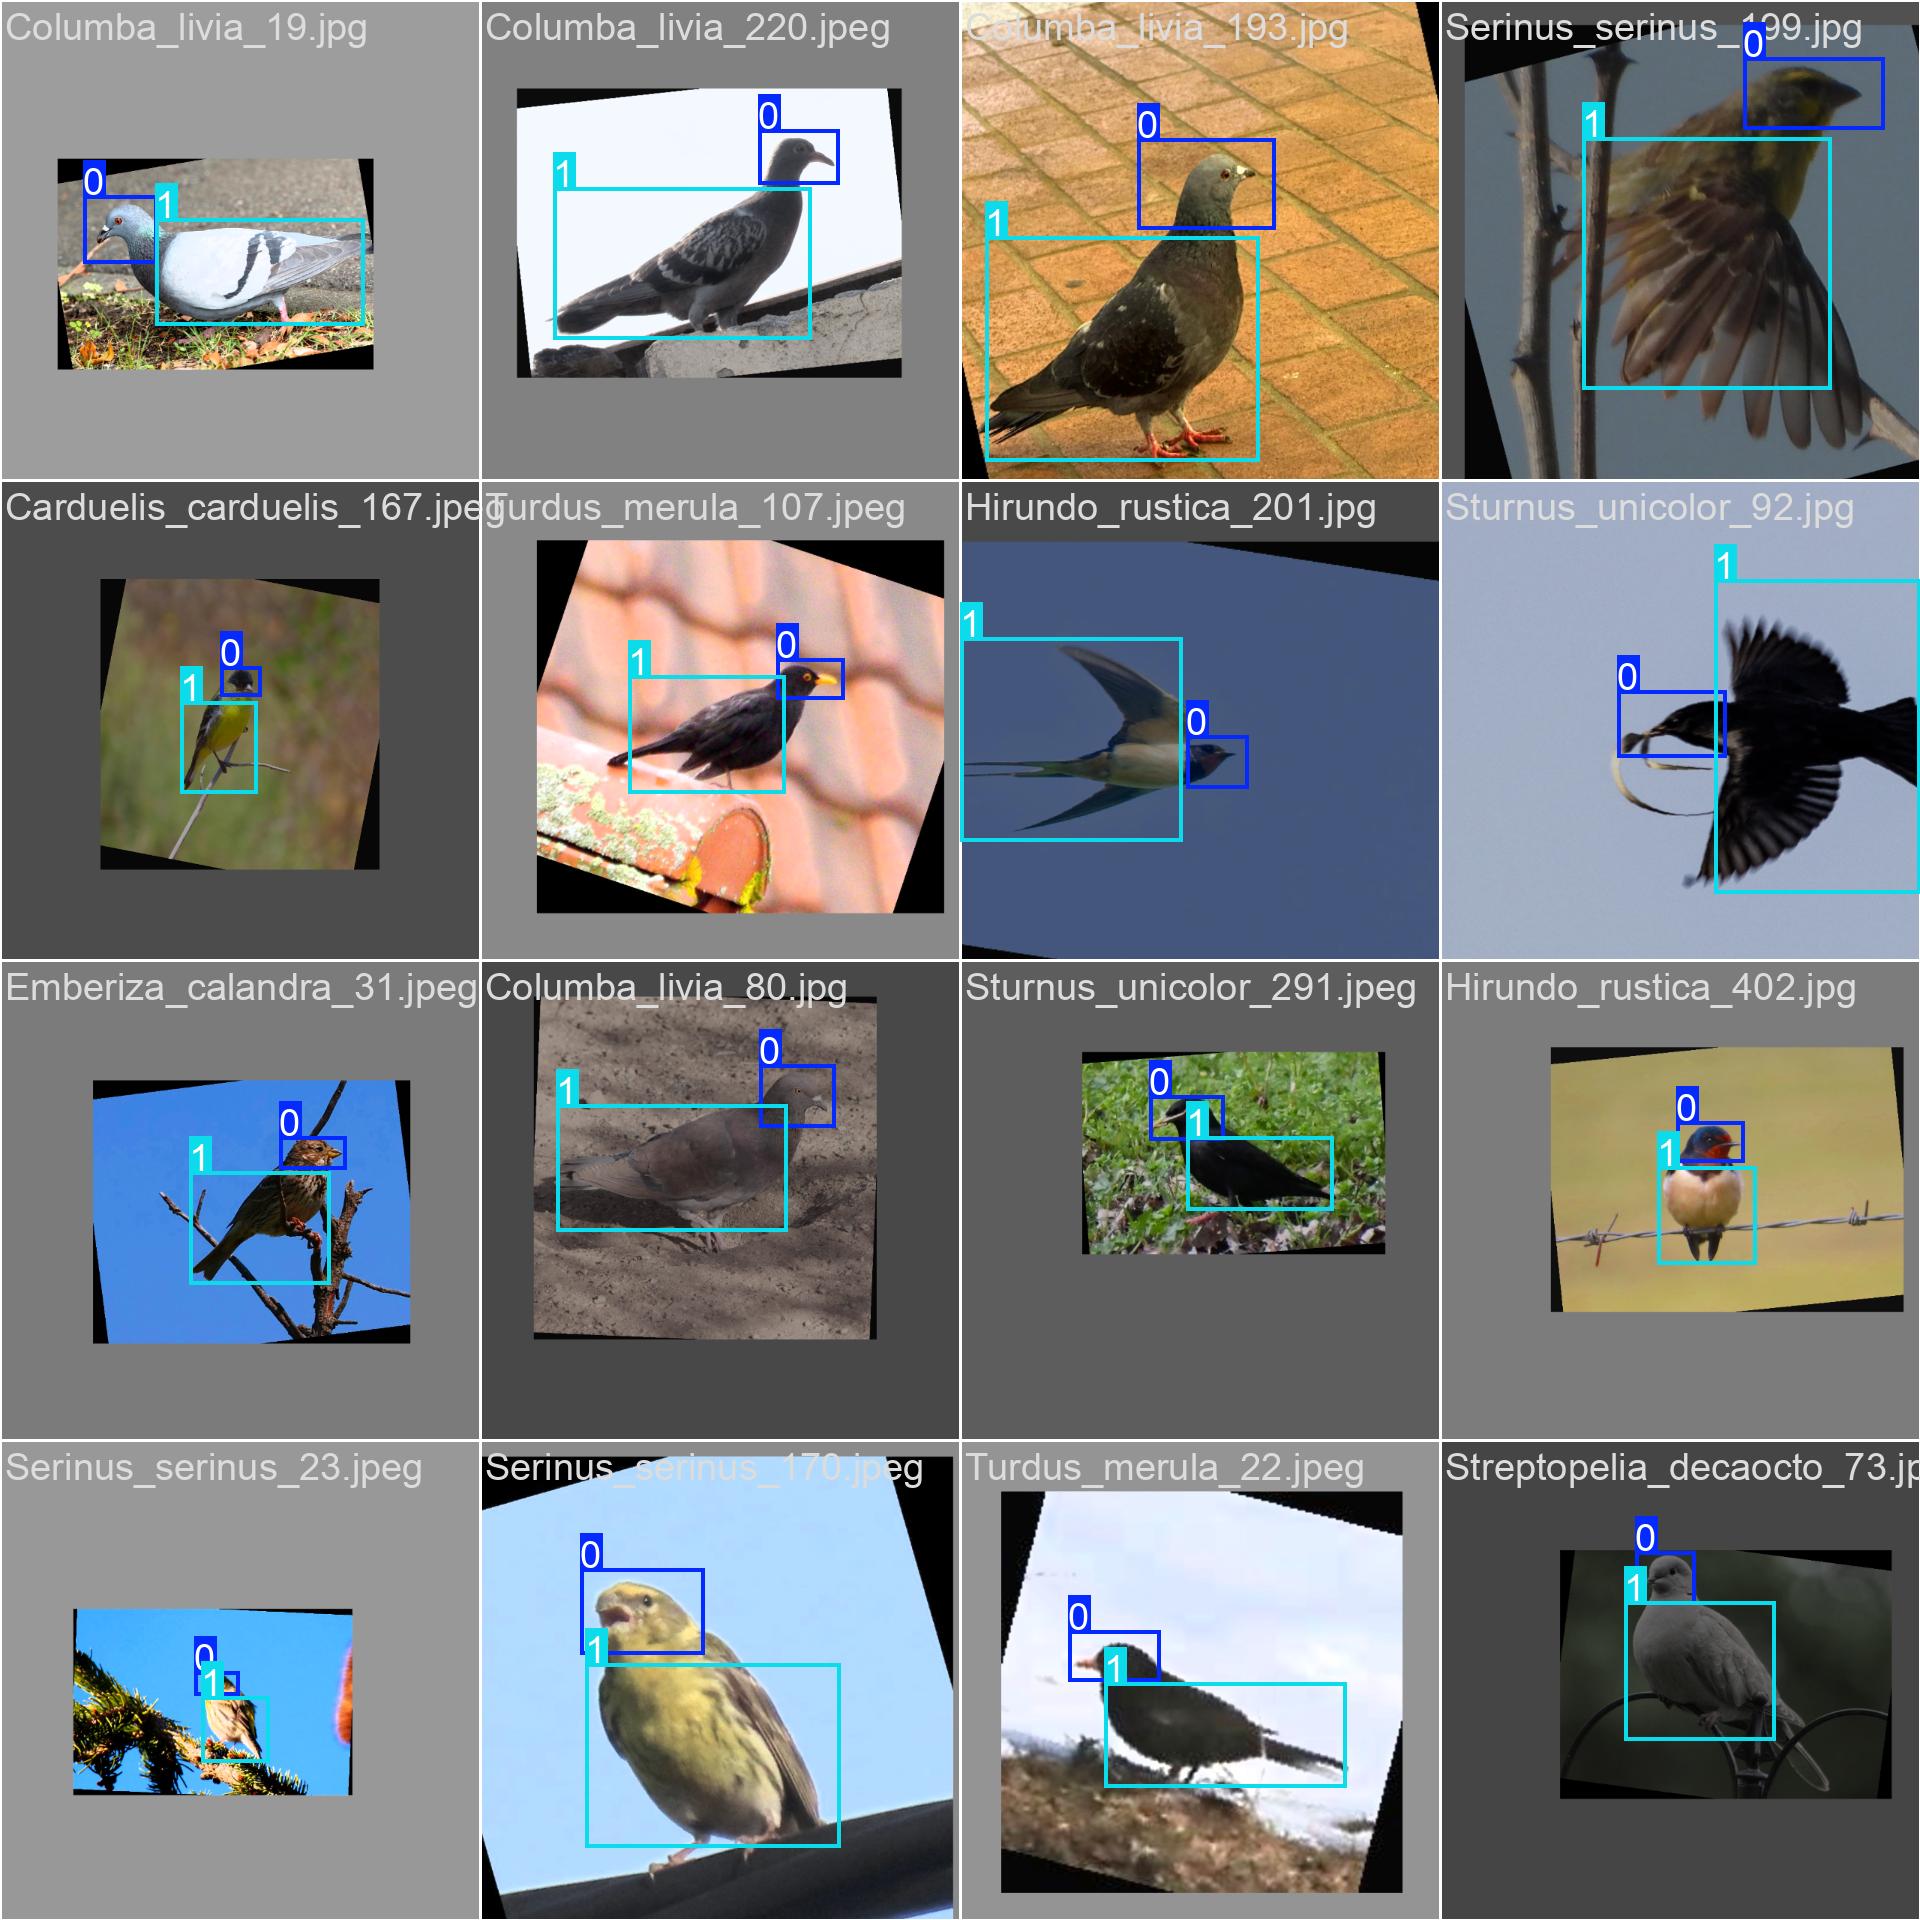 Columba_livia_19.jpg
Columba_livia_220.jpeg
Columba_livia_193.jpg
Serinus_serinus_199.jpg
0
1
0
1
0
1
0
1
Carduelis_carduelis_167.jpeg
Turdus_merula_107.jpeg
Hirundo_rustica_201.jpg
Sturnus_unicolor_92.jpg
0
1
0
1
1
0
1
0
Emberiza_calandra_31.jpeg
Columba_livia_80.jpg
Sturnus_unicolor_291.jpeg
Hirundo_rustica_402.jpg
0
1
0
1
0
1
0
1
Serinus_serinus_23.jpeg
Serinus_serinus_170.jpeg
Turdus_merula_22.jpeg
Streptopelia_decaocto_73.jp
0
1
0
1
0
1
0
1